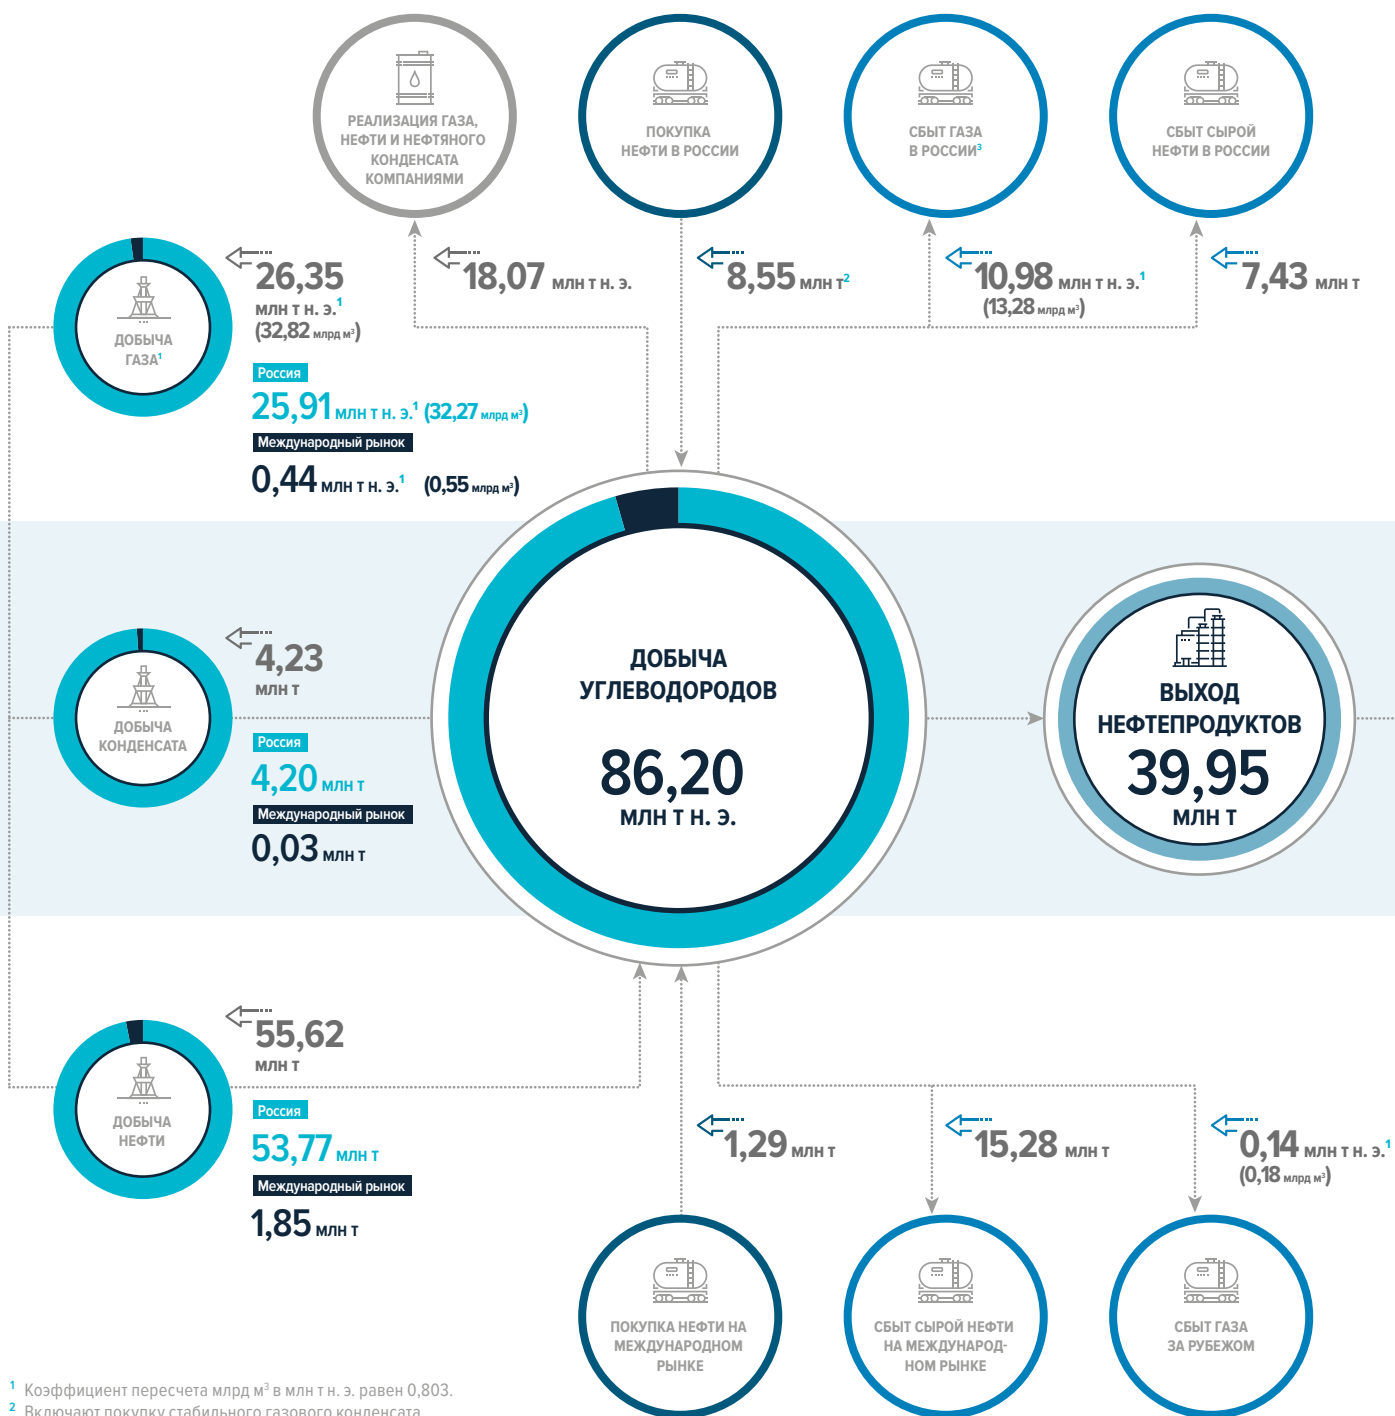 РЕАЛИЗАЦИЯ ГАЗА,
НЕФТИ И НЕФТЯНОГО
КОНДЕНСАТА
КОМПАНИЯМИ
ПОКУПКА
НЕФТИ В РОССИИ
СБЫТ ГАЗА
В РОССИИ³
СБЫТ СЫРОЙ
НЕФТИ В РОССИИ
18,07 млн т н. э.
8,55 млн т²
10,98 млн т н. э.¹
(13,28 млрд м³)
7,43 млн т
ДОБЫЧА
ГАЗА¹
26,35
млн т н. э.¹
(32,82 млрд м³)
Россия
25,91 млн т н. э.¹ (32,27 млрд м³)
Международный рынок
0,44 млн т н. э.¹ (0,55 млрд м³)
ДОБЫЧА
КОНДЕНСАТА
4,23
млн т
Россия
4,20 млн т
Международный рынок
0,03 млн т
ДОБЫЧА
УГЛЕВОДОРОДОВ
86,20
МЛН Т Н. Э.
ВЫХОД
НЕФТЕПРОДУКТОВ
39,95
МЛН Т
ДОБЫЧА
НЕФТИ
55,62
млн т
Россия
53,77 млн т
Международный рынок
1,85 млн т
1,29 млн т
15,28 млн т
0,14 млн т н. э.¹
(0,18 млрд м³)
ПОКУПКА НЕФТИ НА
МЕЖДУНАРОДНОМ
РЫНКЕ
СБЫТ СЫРОЙ НЕФТИ
НА МЕЖДУНАРОД-
НОМ РЫНКЕ
СБЫТ ГАЗА
ЗА РУБЕЖОМ
¹ Коэффициент пересчета млрд м³ в млн т н. э. равен 0,803.
² Включают покупку стабильного газового конденсата